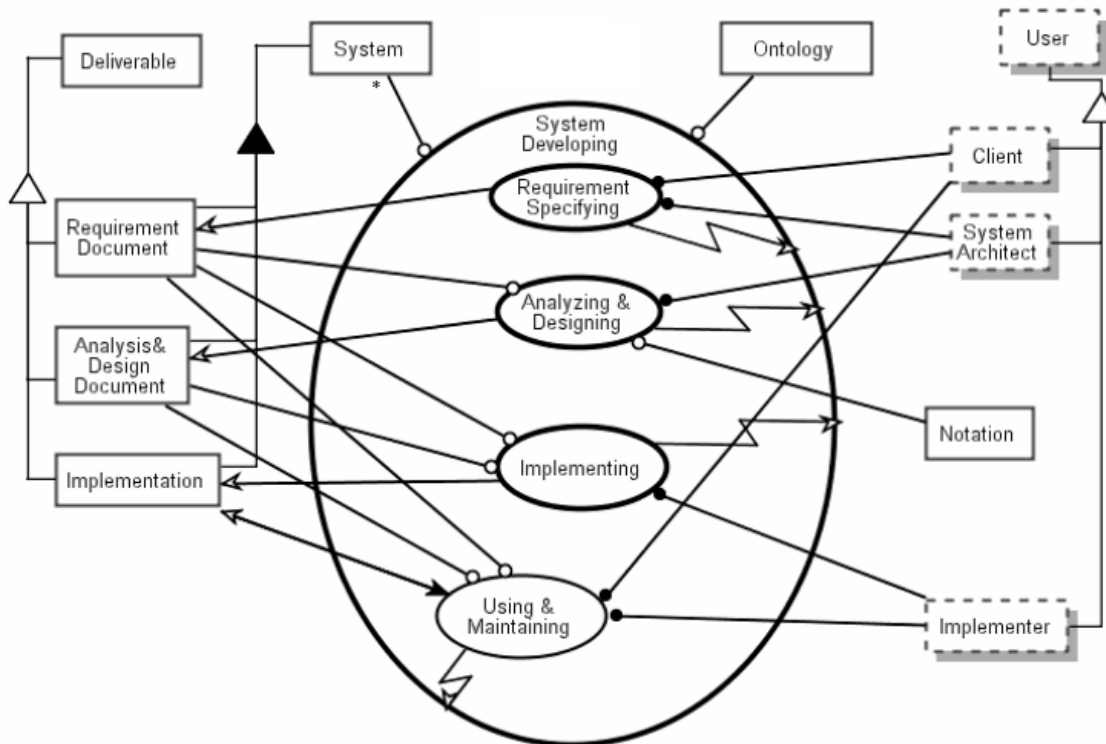 Deliverable
System
*
Ontology
User
System
Developing
Requirement
Specifying
Client
Requirement
Document
System
Architect
Analyzing &
Designing
Analysis&
Design
Document
Notation
Implementing
Implementation
Using &
Maintaining
Implementer